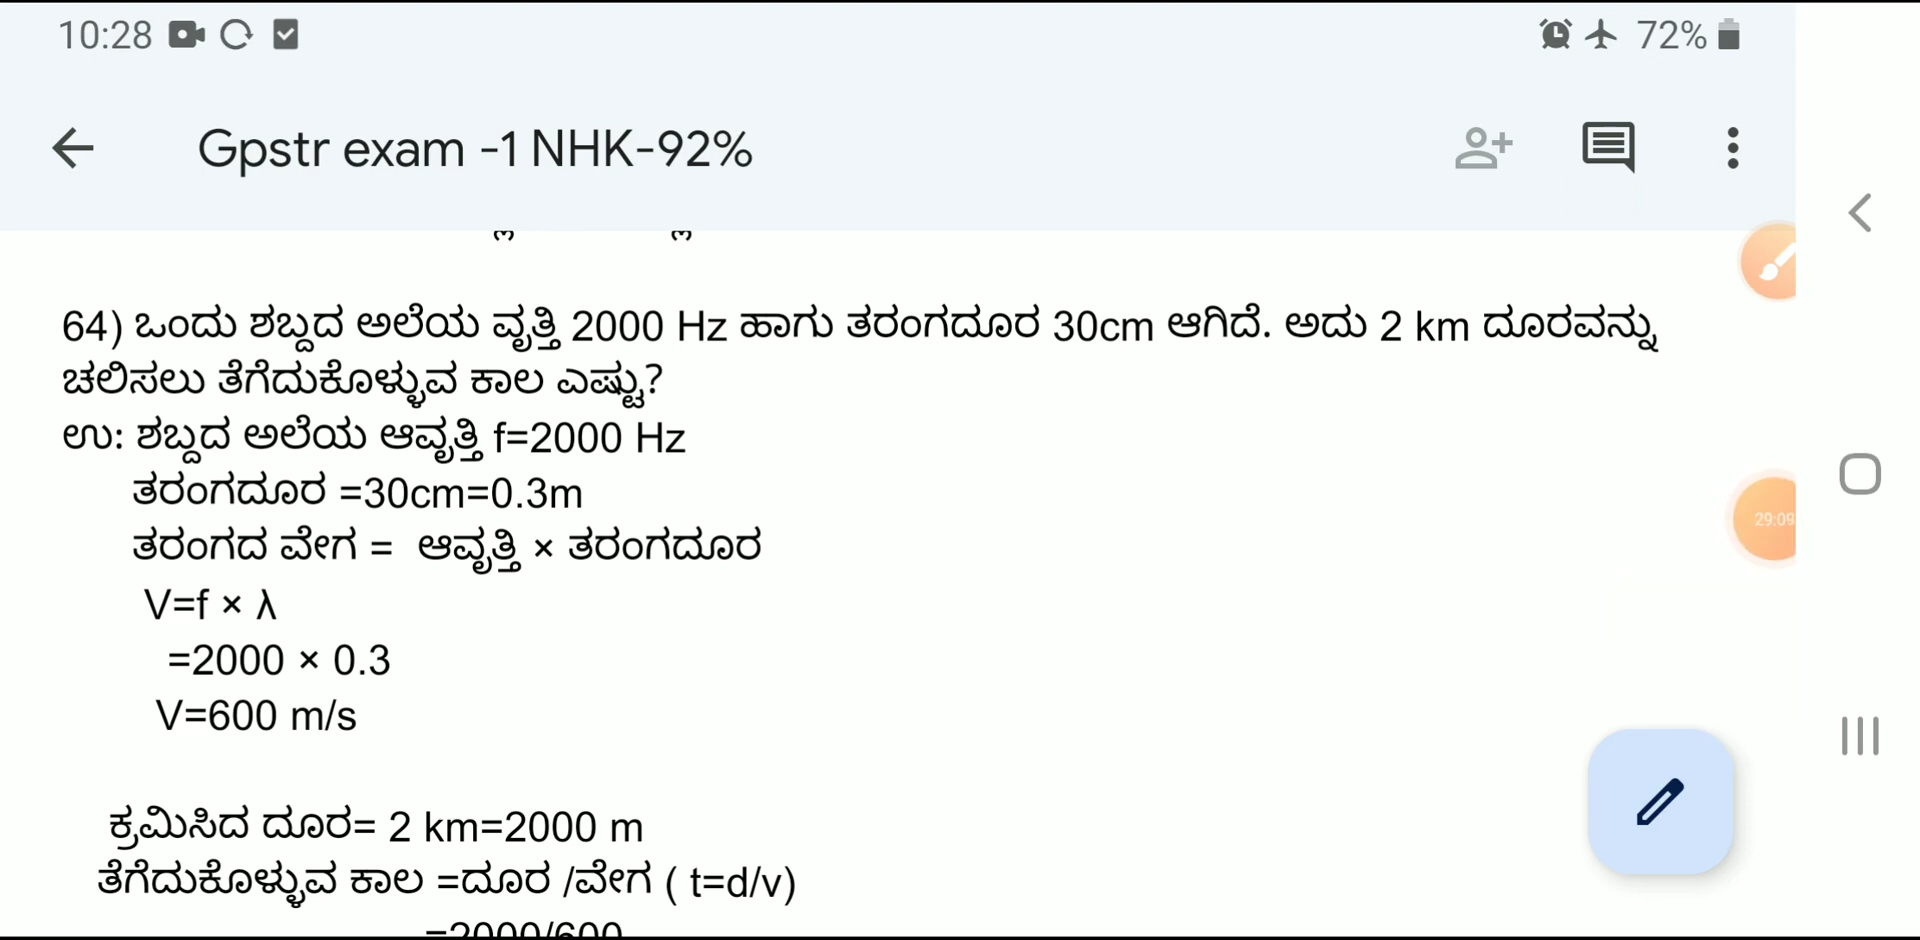 10:28
72%
Gpstr exam -1 NHK-92%
64) ಒಂದು ಶಬ್ದದ ಅಲೆಯ ವೃತ್ತಿ 2000 Hz ಹಾಗು ತರಂಗದೂರ 30cm ಆಗಿದೆ. ಅದು 2 km ದೂರವನ್ನು
ಚಲಿಸಲು ತೆಗೆದುಕೊಳ್ಳುವ ಕಾಲ ಎಷ್ಟು?
ಉ: ಶಬ್ದದ ಅಲೆಯ ಆವೃತ್ತಿ f=2000 Hz
ತರಂಗದೂರ =30cm=0.3m
ತರಂಗದ ವೇಗ = ಆವೃತ್ತಿ × ತರಂಗದೂರ
29:09
V=f × λ
=2000 × 0.3
V=600 m/s
ಕ್ರಮಿಸಿದ ದೂರ= 2 km=2000 m
ತೆಗೆದುಕೊಳ್ಳುವ ಕಾಲ =ದೂರ /ವೇಗ ( t=d/v)
=2000/600